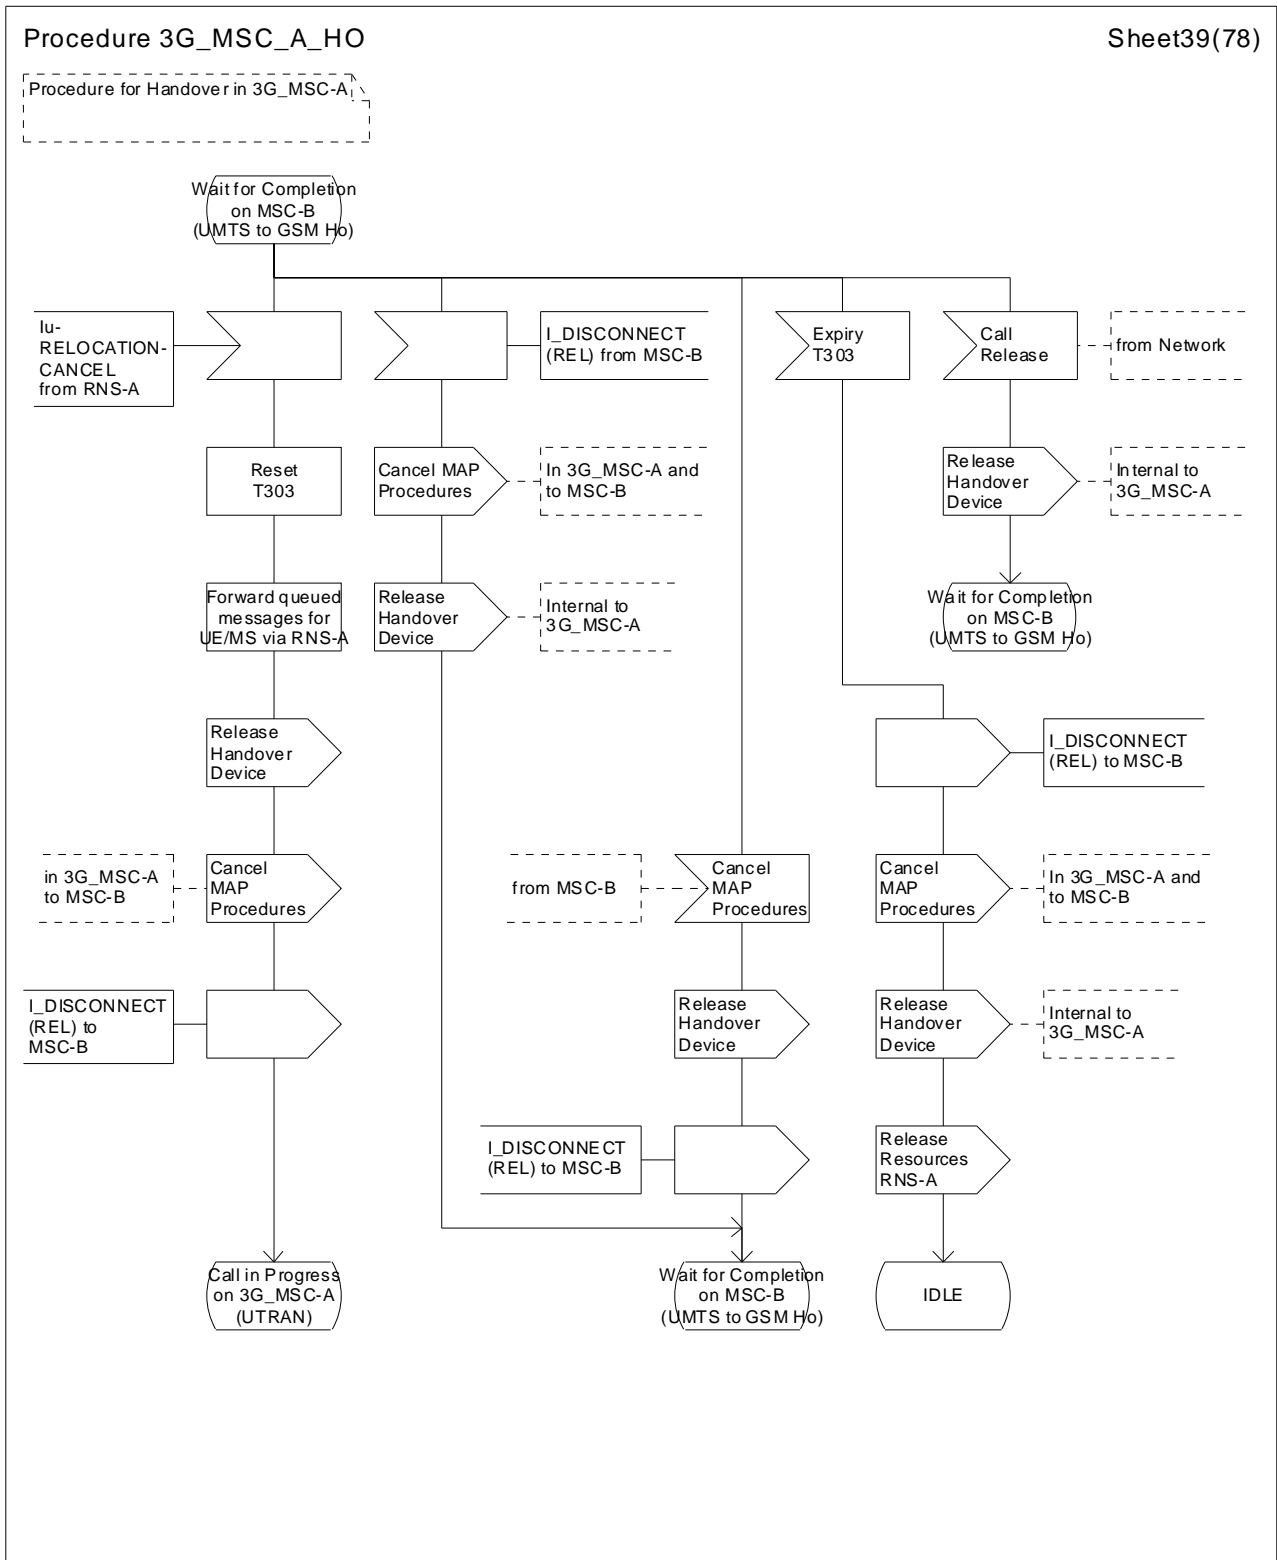 Procedure 3G_MSC_A_HO
Sheet39(78)
Procedure for Handover in 3G_MSC-A
Wait for Completion
on MSC-B
(UMTS to GSM Ho)
Iu-
RELOCATION-
CANCEL
from RNS-A
I_DISCONNECT
(REL) from MSC-B
Expiry
T303
Call
Release
from Network
Reset
T303
Cancel MAP
Procedures
In 3G_MSC-A and
to MSC-B
Release
Handover
Device
Internal to
3G_MSC-A
Forward queued
messages for
UE/MS via RNS-A
Release
Handover
Device
Internal to
3G_MSC-A
Wait for Completion
on MSC-B
(UMTS to GSM Ho)
Release
Handover
Device
I_DISCONNECT
(REL) to MSC-B
in 3G_MSC-A
to MSC-B
Cancel
MAP
Procedures
from MSC-B
Cancel
MAP
Procedures
Cancel
MAP
Procedures
In 3G_MSC-A and
to MSC-B
I_DISCONNECT
(REL) to
MSC-B
Release
Handover
Device
Release
Handover
Device
Internal to
3G_MSC-A
I_DISCONNECT
(REL) to MSC-B
Release
Resources
RNS-A
Call in Progress
on 3G_MSC-A
(UTRAN)
Wait for Completion
on MSC-B
(UMTS to GSM Ho)
IDLE